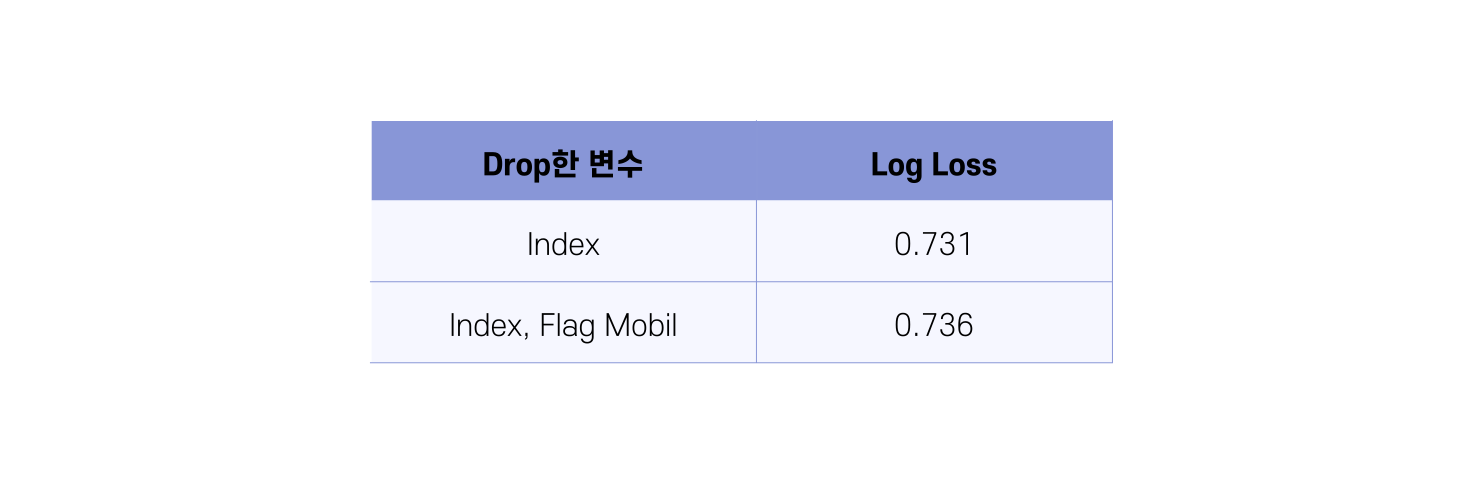 Drop한 변수 Log Loss
Index 0.731
Index, Flag Mobil 0.736